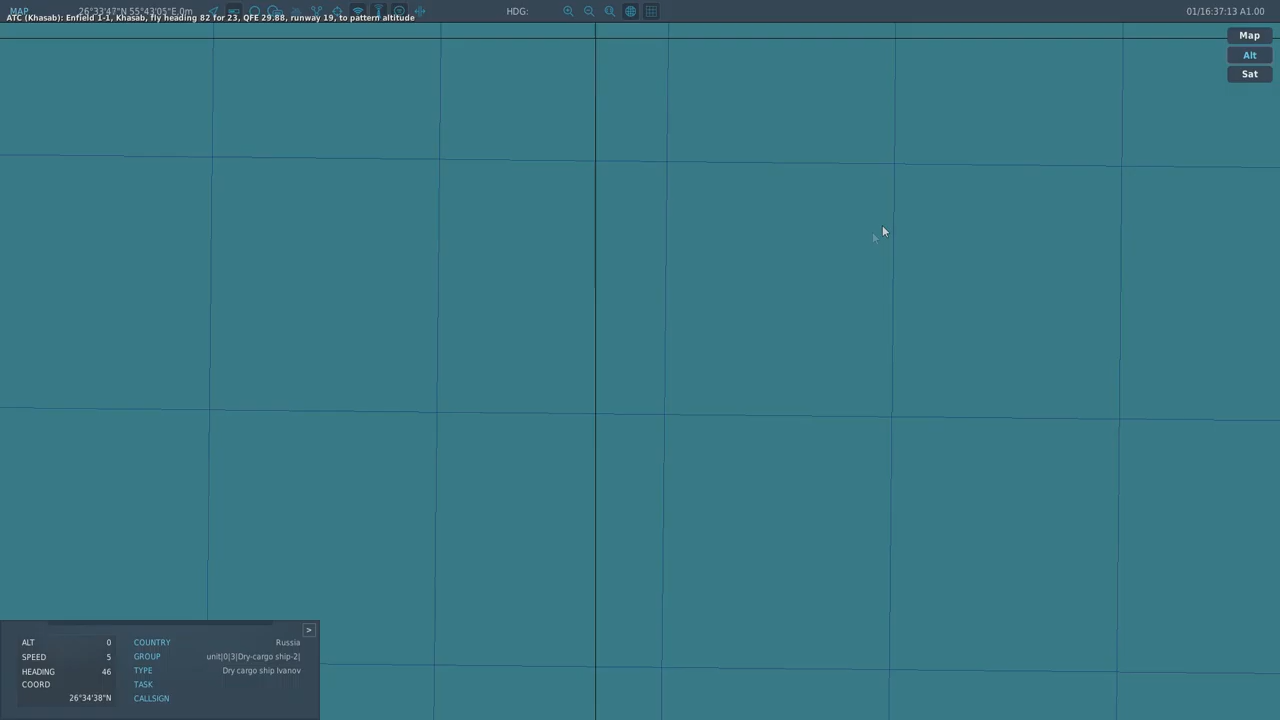 MAP 26°33'47"N 55°43'05"E,0m HDG: 01/16:37:13 A1.00
ATC (Khasab): Enfield 1-1, Khasab, fly heading 82 for 23, QFE 29.88, runway 19, to pattern altitude
Map
Alt
Sat
>
ALT 0 COUNTRY Russia
SPEED 5 GROUP unit|0|3|Dry-cargo ship-2|
HEADING 46 TYPE Dry cargo ship Ivanov
COORD TASK
26°34'38"N CALLSIGN